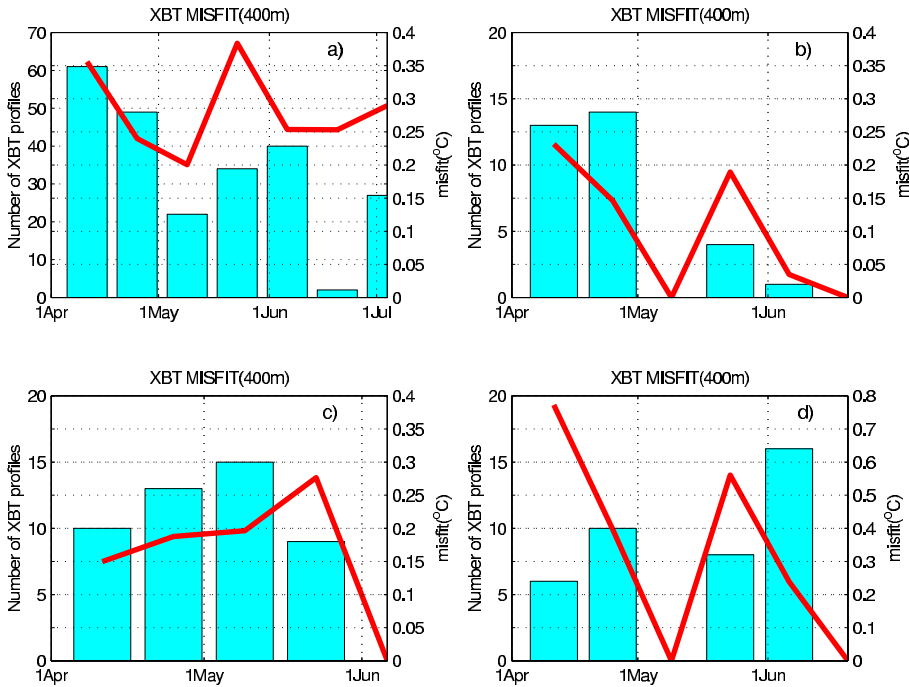 XBT MISFIT(400m)
a)
Number of XBT profiles
70
60
50
40
30
20
10
0
0.4
0.35
0.3
0.25
0.2
0.15
0.1
0.05
0
misfit(°C)
1Apr 1May 1Jun 1Jul
XBT MISFIT(400m)
b)
Number of XBT profiles
20
15
10
5
0
0.4
0.35
0.3
0.25
0.2
0.15
0.1
0.05
0
misfit(°C)
1Apr 1May 1Jun
XBT MISFIT(400m)
c)
Number of XBT profiles
20
15
10
5
0
0.4
0.35
0.3
0.25
0.2
0.15
0.1
0.05
0
misfit(°C)
1Apr 1May 1Jun
XBT MISFIT(400m)
d)
Number of XBT profiles
20
15
10
5
0
0.8
0.7
0.6
0.5
0.4
0.3
0.2
0.1
0
misfit(°C)
1Apr 1May 1Jun